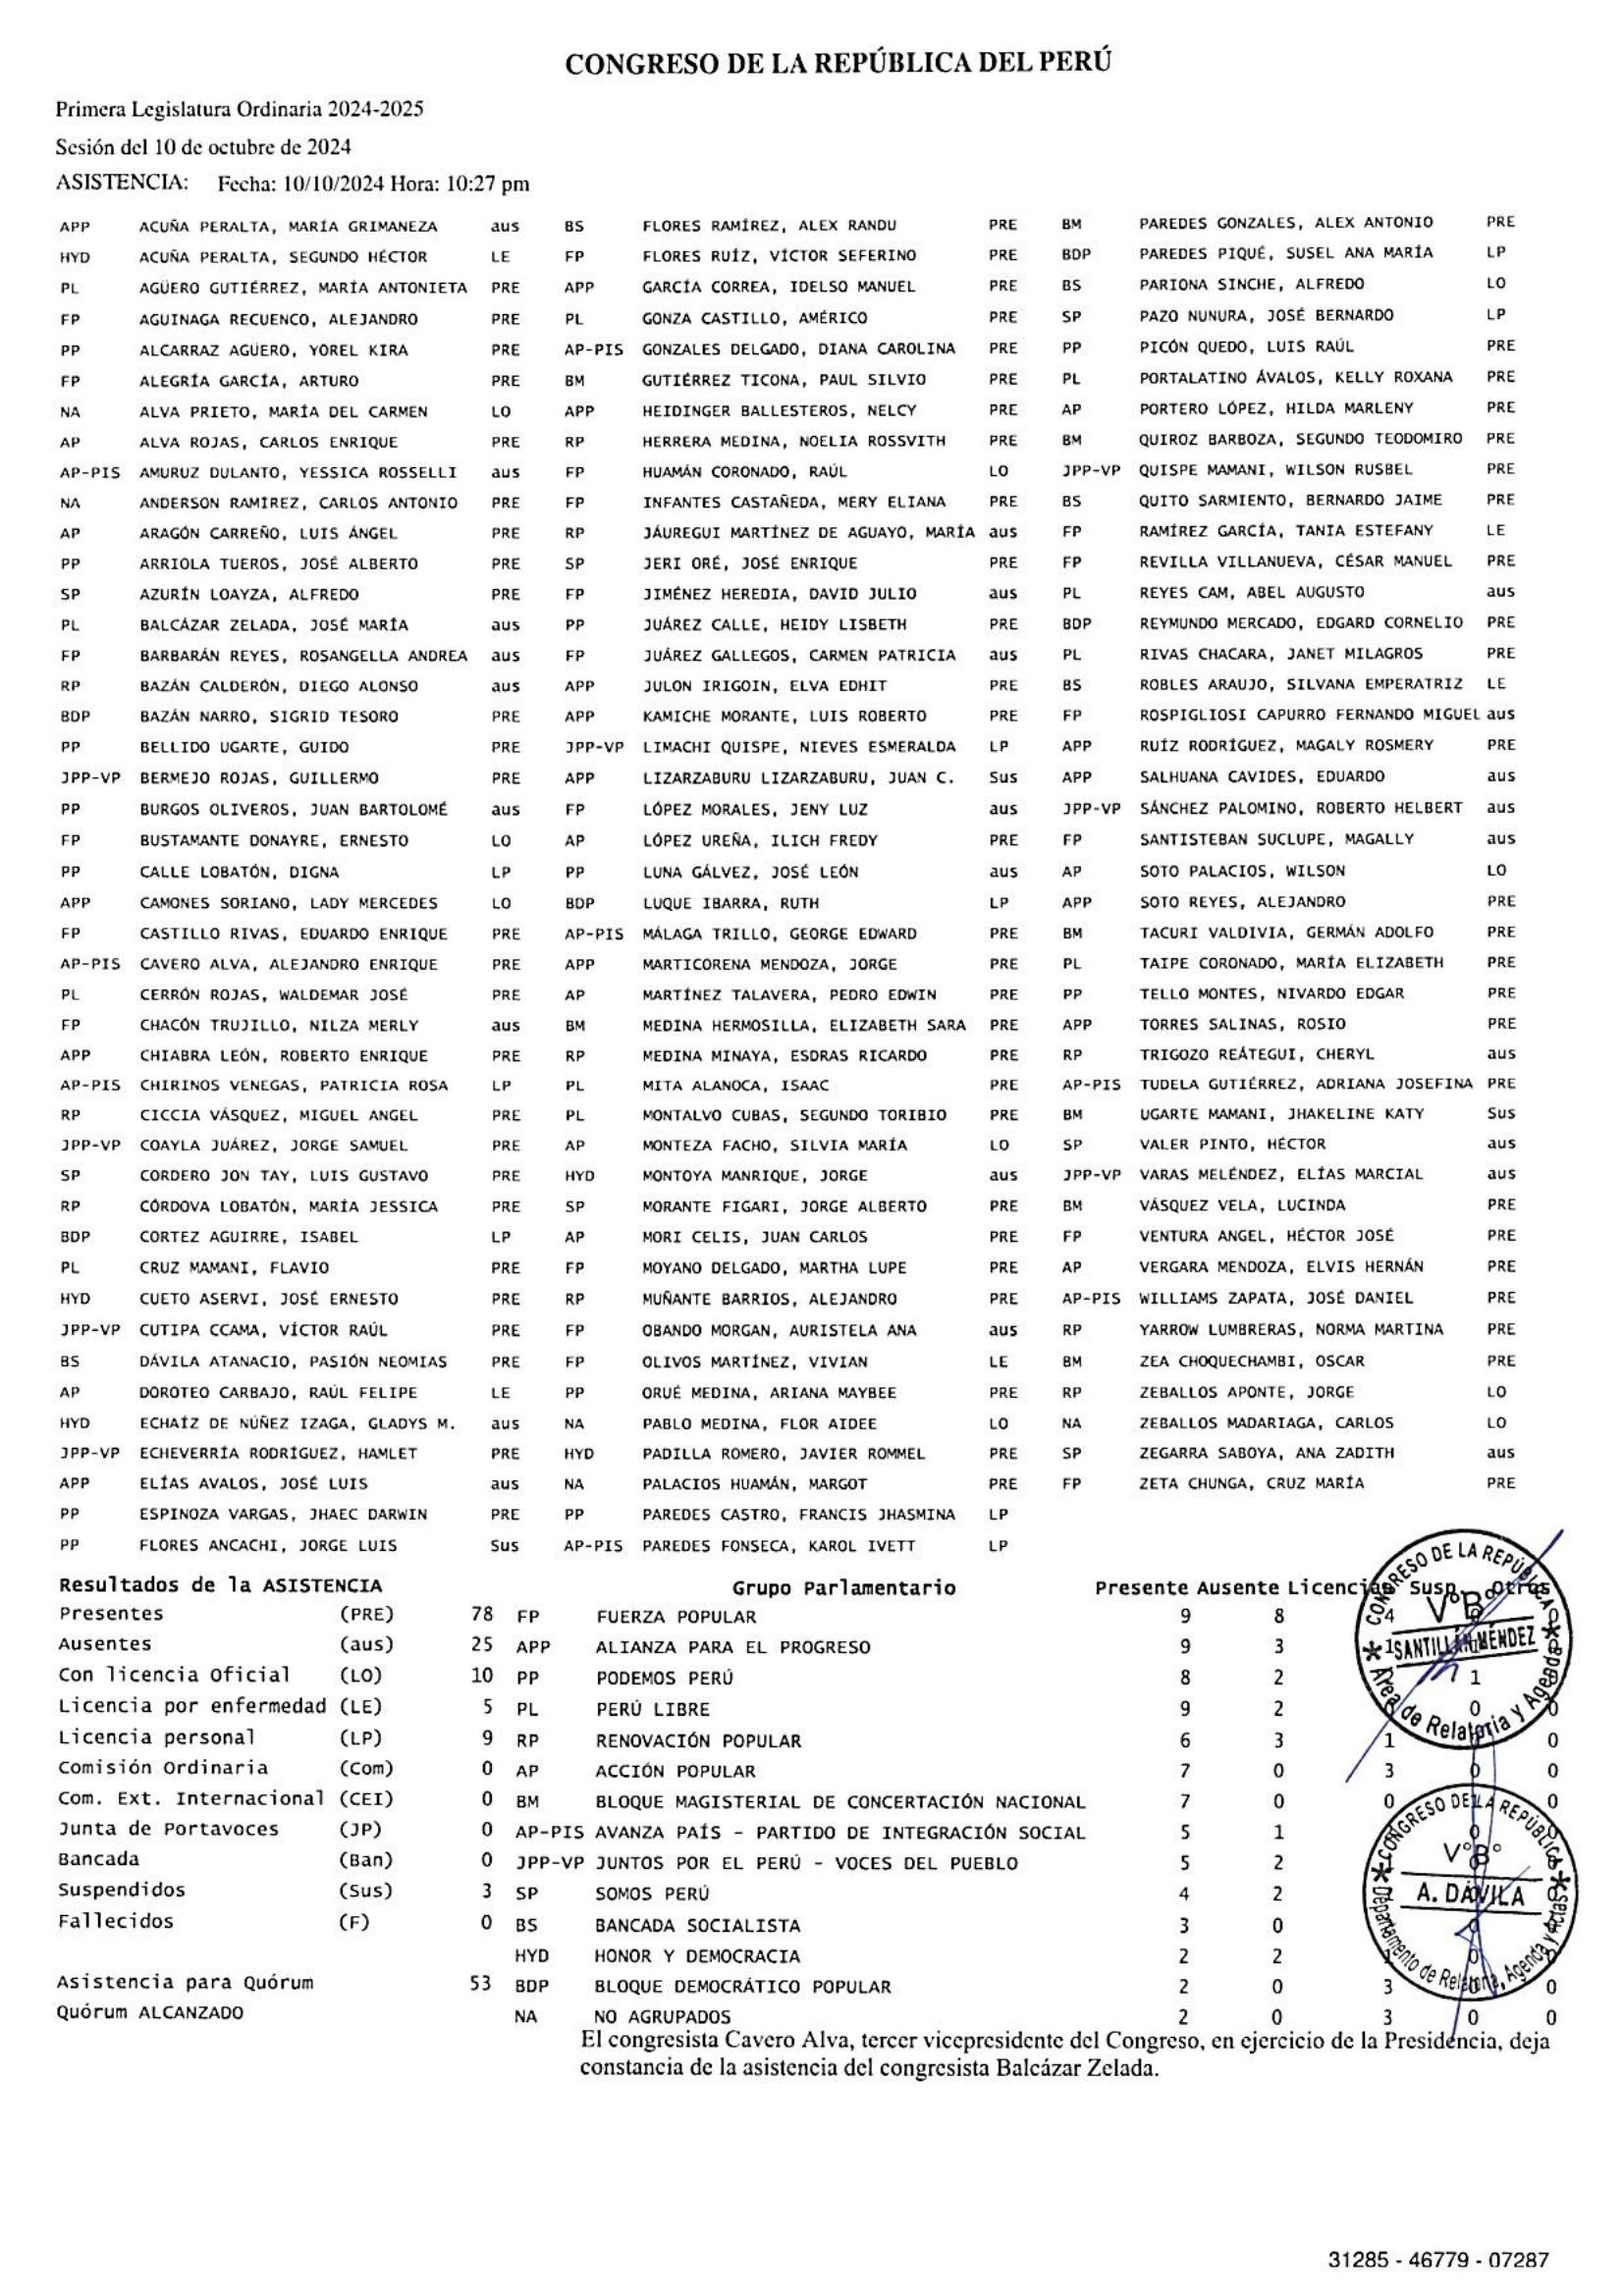 CONGRESO DE LA REPÚBLICA DEL PERÚ
Primera Legislatura Ordinaria 2024-2025
Sesión del 10 de octubre de 2024
ASISTENCIA: Fecha: 10/10/2024 Hora: 10:27 pm
APP ACUÑA PERALTA, MARÍA GRIMANEZA aus BS FLORES RAMÍREZ, ALEX RANDU PRE BM PAREDES GONZALES, ALEX ANTONIO PRE
HYD ACUÑA PERALTA, SEGUNDO HÉCTOR LE FP FLORES RUÍZ, VÍCTOR SEFERINO PRE BDP PAREDES PIQUÉ, SUSEL ANA MARÍA LP
PL AGÜERO GUTIÉRREZ, MARÍA ANTONIETA PRE APP GARCÍA CORREA, IDELSO MANUEL PRE BS PARIONA SINCHE, ALFREDO LO
FP AGUINAGA RECUENCO, ALEJANDRO PRE PL GONZA CASTILLO, AMÉRICO PRE SP PAZO NUNURA, JOSÉ BERNARDO LP
PP ALCARRAZ AGÜERO, YOREL KIRA PRE AP-PIS GONZALES DELGADO, DIANA CAROLINA PRE PP PICÓN QUEDO, LUIS RAÚL PRE
FP ALEGRÍA GARCÍA, ARTURO PRE BM GUTIÉRREZ TICONA, PAUL SILVIO PRE PL PORTALATINO ÁVALOS, KELLY ROXANA PRE
NA ALVA PRIETO, MARÍA DEL CARMEN LO APP HEIDINGER BALLESTEROS, NELCY PRE AP PORTERO LÓPEZ, HILDA MARLENY PRE
AP ALVA ROJAS, CARLOS ENRIQUE PRE RP HERRERA MEDINA, NOELIA ROSSVITH PRE BM QUIROZ BARBOZA, SEGUNDO TEODOMIRO PRE
AP-PIS AMURUZ DULANTO, YESSICA ROSSELLI aus FP HUAMÁN CORONADO, RAÚL LO JPP-VP QUISPE MAMANI, WILSON RUSBEL PRE
NA ANDERSON RAMÍREZ, CARLOS ANTONIO PRE FP INFANTES CASTAÑEDA, MERY ELIANA PRE BS QUITO SARMIENTO, BERNARDO JAIME PRE
AP ARAGÓN CARREÑO, LUIS ÁNGEL PRE RP JÁUREGUI MARTÍNEZ DE AGUAYO, MARÍA aus FP RAMÍREZ GARCÍA, TANIA ESTEFANY LE
PP ARRIOLA TUEROS, JOSÉ ALBERTO PRE SP JERI ORÉ, JOSÉ ENRIQUE PRE FP REVILLA VILLANUEVA, CÉSAR MANUEL PRE
SP AZURÍN LOAYZA, ALFREDO PRE FP JIMÉNEZ HEREDIA, DAVID JULIO aus PL REYES CAM, ABEL AUGUSTO aus
PL BALCÁZAR ZELADA, JOSÉ MARÍA aus PP JUÁREZ CALLE, HEIDY LISBETH PRE BDP REYMUNDO MERCADO, EDGARD CORNELIO PRE
FP BARBARÁN REYES, ROSANGELLA ANDREA aus FP JUÁREZ GALLEGOS, CARMEN PATRICIA aus PL RIVAS CHACARA, JANET MILAGROS PRE
RP BAZÁN CALDERÓN, DIEGO ALONSO aus APP JULON IRIGOIN, ELVA EDHIT PRE BS ROBLES ARAUJO, SILVANA EMPERATRIZ LE
BDP BAZÁN NARRO, SIGRID TESORO PRE APP KAMICHE MORANTE, LUIS ROBERTO PRE FP ROSPIGLIOSI CAPURRO FERNANDO MIGUEL aus
PP BELLIDO UGARTE, GUIDO PRE JPP-VP LIMACHI QUISPE, NIEVES ESMERALDA LP APP RUÍZ RODRÍGUEZ, MAGALY ROSMERY PRE
JPP-VP BERMEJO ROJAS, GUILLERMO PRE APP LIZARZABURU LIZARZABURU, JUAN C. Sus APP SALHUANA CAVIDES, EDUARDO aus
PP BURGOS OLIVEROS, JUAN BARTOLOMÉ aus FP LÓPEZ MORALES, JENY LUZ aus JPP-VP SÁNCHEZ PALOMINO, ROBERTO HELBERT aus
FP BUSTAMANTE DONAYRE, ERNESTO LO AP LÓPEZ UREÑA, ILICH FREDY PRE FP SANTISTEBAN SUCLUPE, MAGALLY aus
PP CALLE LOBATÓN, DIGNA LP PP LUNA GÁLVEZ, JOSÉ LEÓN aus AP SOTO PALACIOS, WILSON LO
APP CAMONES SORIANO, LADY MERCEDES LO BDP LUQUE IBARRA, RUTH LP APP SOTO REYES, ALEJANDRO PRE
FP CASTILLO RIVAS, EDUARDO ENRIQUE PRE AP-PIS MÁLAGA TRILLO, GEORGE EDWARD PRE BM TACURI VALDIVIA, GERMÁN ADOLFO PRE
AP-PIS CAVERO ALVA, ALEJANDRO ENRIQUE PRE APP MARTICORENA MENDOZA, JORGE PRE PL TAIPE CORONADO, MARÍA ELIZABETH PRE
PL CERRÓN ROJAS, WALDEMAR JOSÉ PRE AP MARTÍNEZ TALAVERA, PEDRO EDWIN PRE PP TELLO MONTES, NIVARDO EDGAR PRE
FP CHACÓN TRUJILLO, NILZA MERLY aus BM MEDINA HERMOSILLA, ELIZABETH SARA PRE APP TORRES SALINAS, ROSIO PRE
APP CHIABRA LEÓN, ROBERTO ENRIQUE PRE RP MEDINA MINAYA, ESDRAS RICARDO PRE RP TRIGOZO REÁTEGUI, CHERYL aus
AP-PIS CHIRINOS VENEGAS, PATRICIA ROSA LP PL MITA ALANOCA, ISAAC PRE AP-PIS TUDELA GUTIÉRREZ, ADRIANA JOSEFINA PRE
RP CICCIA VÁSQUEZ, MIGUEL ANGEL PRE PL MONTALVO CUBAS, SEGUNDO TORIBIO PRE BM UGARTE MAMANI, JHAKELINE KATY Sus
JPP-VP COAYLA JUÁREZ, JORGE SAMUEL PRE AP MONTEZA FACHO, SILVIA MARÍA LO SP VALER PINTO, HÉCTOR aus
SP CORDERO JON TAY, LUIS GUSTAVO PRE HYD MONTOYA MANRIQUE, JORGE aus JPP-VP VARAS MELÉNDEZ, ELÍAS MARCIAL aus
RP CÓRDOVA LOBATÓN, MARÍA JESSICA PRE SP MORANTE FIGARI, JORGE ALBERTO PRE BM VÁSQUEZ VELA, LUCINDA PRE
BDP CORTEZ AGUIRRE, ISABEL LP AP MORI CELIS, JUAN CARLOS PRE FP VENTURA ANGEL, HÉCTOR JOSÉ PRE
PL CRUZ MAMANI, FLAVIO PRE FP MOYANO DELGADO, MARTHA LUPE PRE AP VERGARA MENDOZA, ELVIS HERNÁN PRE
HYD CUETO ASERVI, JOSÉ ERNESTO PRE RP MUÑANTE BARRIOS, ALEJANDRO PRE AP-PIS WILLIAMS ZAPATA, JOSÉ DANIEL PRE
JPP-VP CUTIPA CCAMA, VÍCTOR RAÚL PRE FP OBANDO MORGAN, AURISTELA ANA aus RP YARROW LUMBRERAS, NORMA MARTINA PRE
BS DÁVILA ATANACIO, PASIÓN NEOMIAS PRE FP OLIVOS MARTÍNEZ, VIVIAN LE BM ZEA CHOQUECHAMBI, OSCAR PRE
AP DOROTEO CARBAJO, RAÚL FELIPE LE PP ORUÉ MEDINA, ARIANA MAYBEE PRE RP ZEBALLOS APONTE, JORGE LO
HYD ECHAÍZ DE NÚÑEZ IZAGA, GLADYS M. aus NA PABLO MEDINA, FLOR AIDEE LO NA ZEBALLOS MADARIAGA, CARLOS LO
JPP-VP ECHEVERRÍA RODRÍGUEZ, HAMLET PRE HYD PADILLA ROMERO, JAVIER ROMMEL PRE SP ZEGARRA SABOYA, ANA ZADITH aus
APP ELÍAS AVALOS, JOSÉ LUIS aus NA PALACIOS HUAMÁN, MARGOT PRE FP ZETA CHUNGA, CRUZ MARÍA PRE
PP ESPINOZA VARGAS, JHAEC DARWIN PRE PP PAREDES CASTRO, FRANCIS JHASMINA LP
PP FLORES ANCACHI, JORGE LUIS Sus AP-PIS PAREDES FONSECA, KAROL IVETT LP
Resultados de la ASISTENCIA Grupo Parlamentario Presente Ausente Licencias Susp. Otros
Presentes (PRE) 78 FP FUERZA POPULAR 9 8 4 0
Ausentes (aus) 25 APP ALIANZA PARA EL PROGRESO 9 3 1
Con licencia Oficial (LO) 10 PP PODEMOS PERÚ 8 2 1
Licencia por enfermedad (LE) 5 PL PERÚ LIBRE 9 2 0 0
Licencia personal (LP) 9 RP RENOVACIÓN POPULAR 6 3 1 0
Comisión Ordinaria (Com) 0 AP ACCIÓN POPULAR 7 0 3 0 0
Com. Ext. Internacional (CEI) 0 BM BLOQUE MAGISTERIAL DE CONCERTACIÓN NACIONAL 7 0 0 0
Junta de Portavoces (JP) 0 AP-PIS AVANZA PAÍS - PARTIDO DE INTEGRACIÓN SOCIAL 5 1 0
Bancada (Ban) 0 JPP-VP JUNTOS POR EL PERÚ - VOCES DEL PUEBLO 5 2
Suspendidos (Sus) 3 SP SOMOS PERÚ 4 2
Fallecidos (F) 0 BS BANCADA SOCIALISTA 3 0
HYD HONOR Y DEMOCRACIA 2 2
Asistencia para Quórum 53 BDP BLOQUE DEMOCRÁTICO POPULAR 2 0 3 0 0
Quórum ALCANZADO NA NO AGRUPADOS 2 0 3 0 0
CONGRESO DE LA REPÚBLICA
V°B°
SANTILLÁN MÉNDEZ
Área de Relatoría y Agenda
CONGRESO DE LA REPÚBLICA
V°B°
A. DÁVILA
Departamento de Relatoria, Agenda y Actas
El congresista Cavero Alva, tercer vicepresidente del Congreso, en ejercicio de la Presidencia, deja
constancia de la asistencia del congresista Balcázar Zelada.
31285 - 46779 - 07287